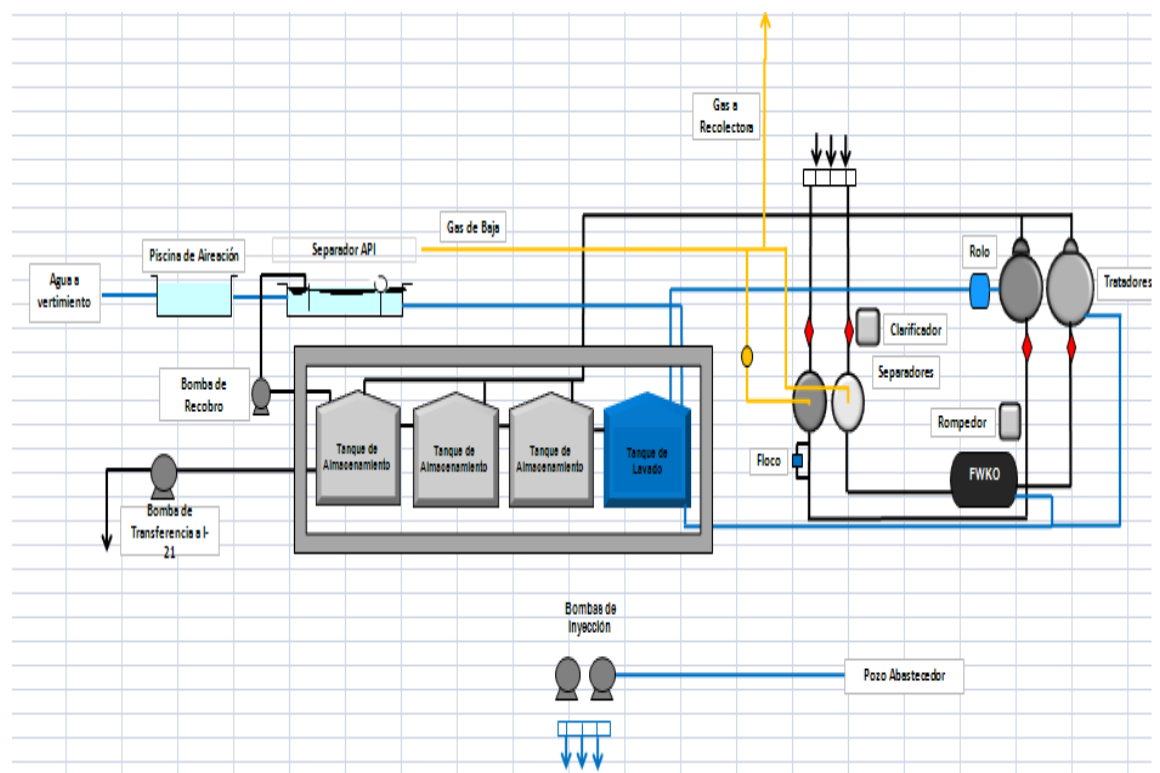 Gas a
Recolectora
Gas de Baja
Separador API
Piscina de Aireación
Agua a
vertimiento
Rolo
Tratadores
Clarificador
Separadores
Bomba de
Recobro
Rompedor
Tanque de
Almacenamiento
Tanque de
Almacenamiento
Tanque de
Almacenamiento
Tanque de
Lavado
Floco
FWKO
Bomba de
Transferencia a I-
21
Bombas de
Inyección
Pozo Abastecedor